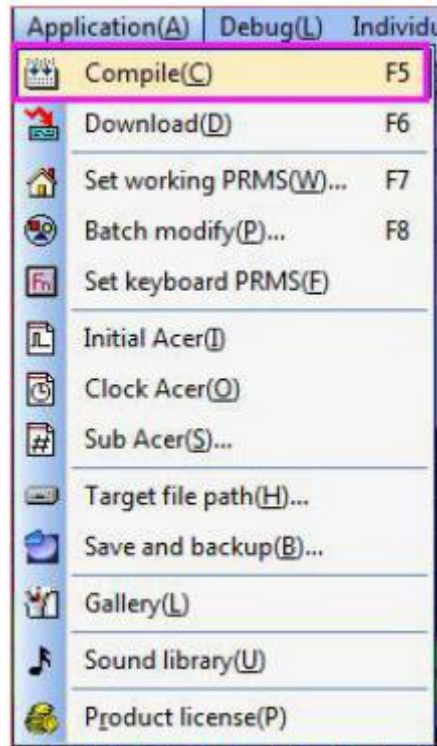 Application(A) Debug(L) Individu
Compile(C) F5
Download(D) F6
Set working PRMS(W)... F7
Batch modify(P)... F8
Fn Set keyboard PRMS(F)
Initial Acer(I)
Clock Acer(O)
# Sub Acer(S)...
Target file path(H)...
Save and backup(B)...
Gallery(L)
Sound library(U)
Product license(P)